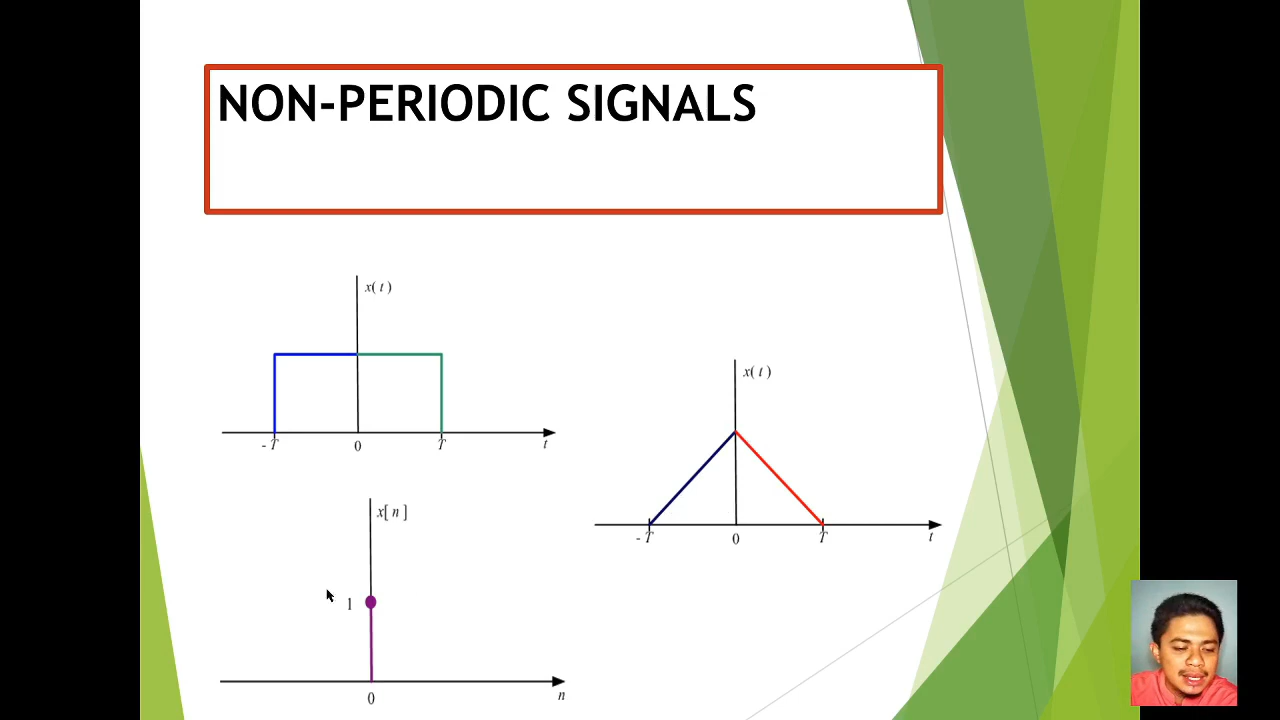 NON-PERIODIC SIGNALS
x( t )
- T
0
T
t
x( t )
- T
0
T
t
x[ n ]
1
0
n